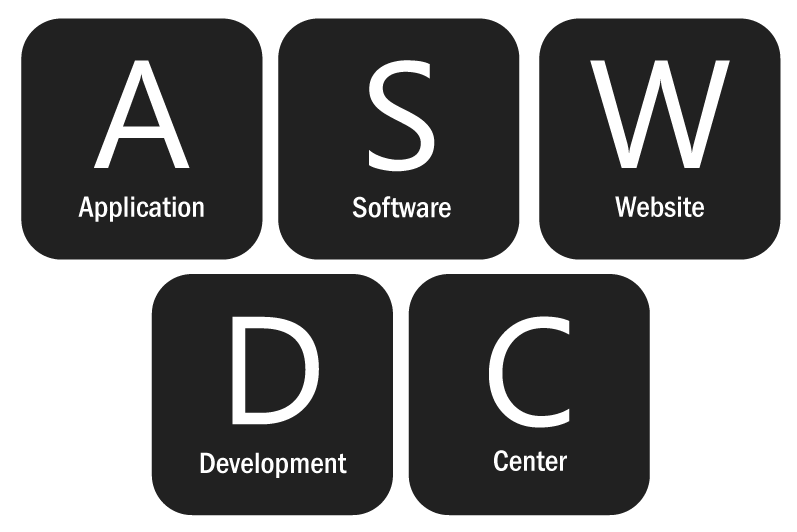 A S W
Application Software Website
D C
Development Center